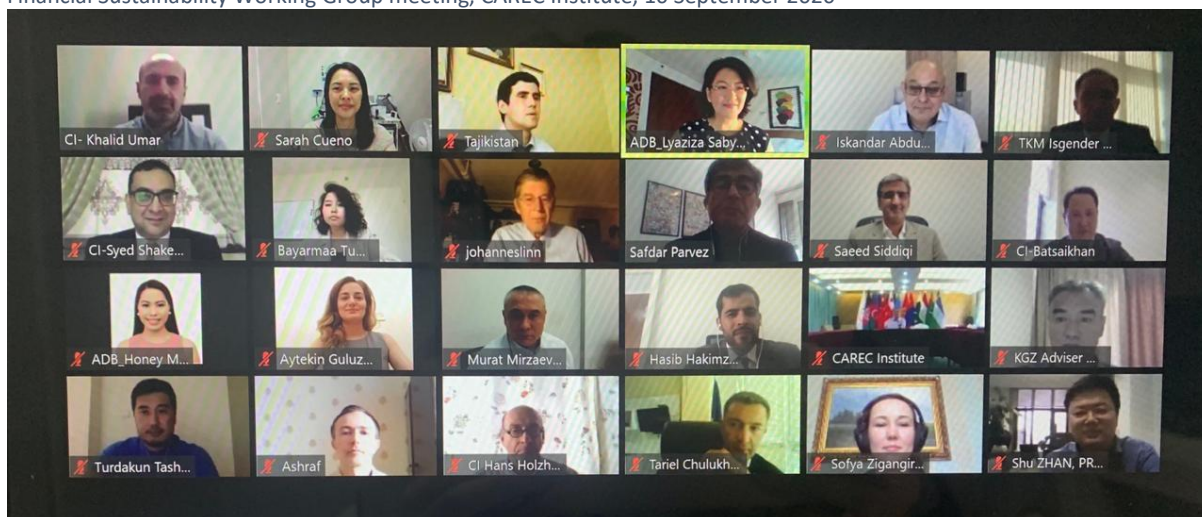 Financial Sustainability Working Group meeting, CAREC Institute, 10 September 2020
CI- Khalid Umar
Sarah Cueno
Tajikistan
ADB_Lyaziza Saby...
Iskandar Abdu...
TKM Isgender ...
CI-Syed Shake...
Bayarmaa Tu...
johanneslinn
Safdar Parvez
Saeed Siddiqi
CI-Batsaikhan
ADB_Honey M...
Aytekin Guluz...
Murat Mirzaev...
Hasib Hakimz...
CAREC Institute
KGZ Adviser ...
Turdakun Tash...
Ashraf
CI Hans Holzh...
Tariel Chulukh...
Sofya Zigangir...
Shu ZHAN, PR...